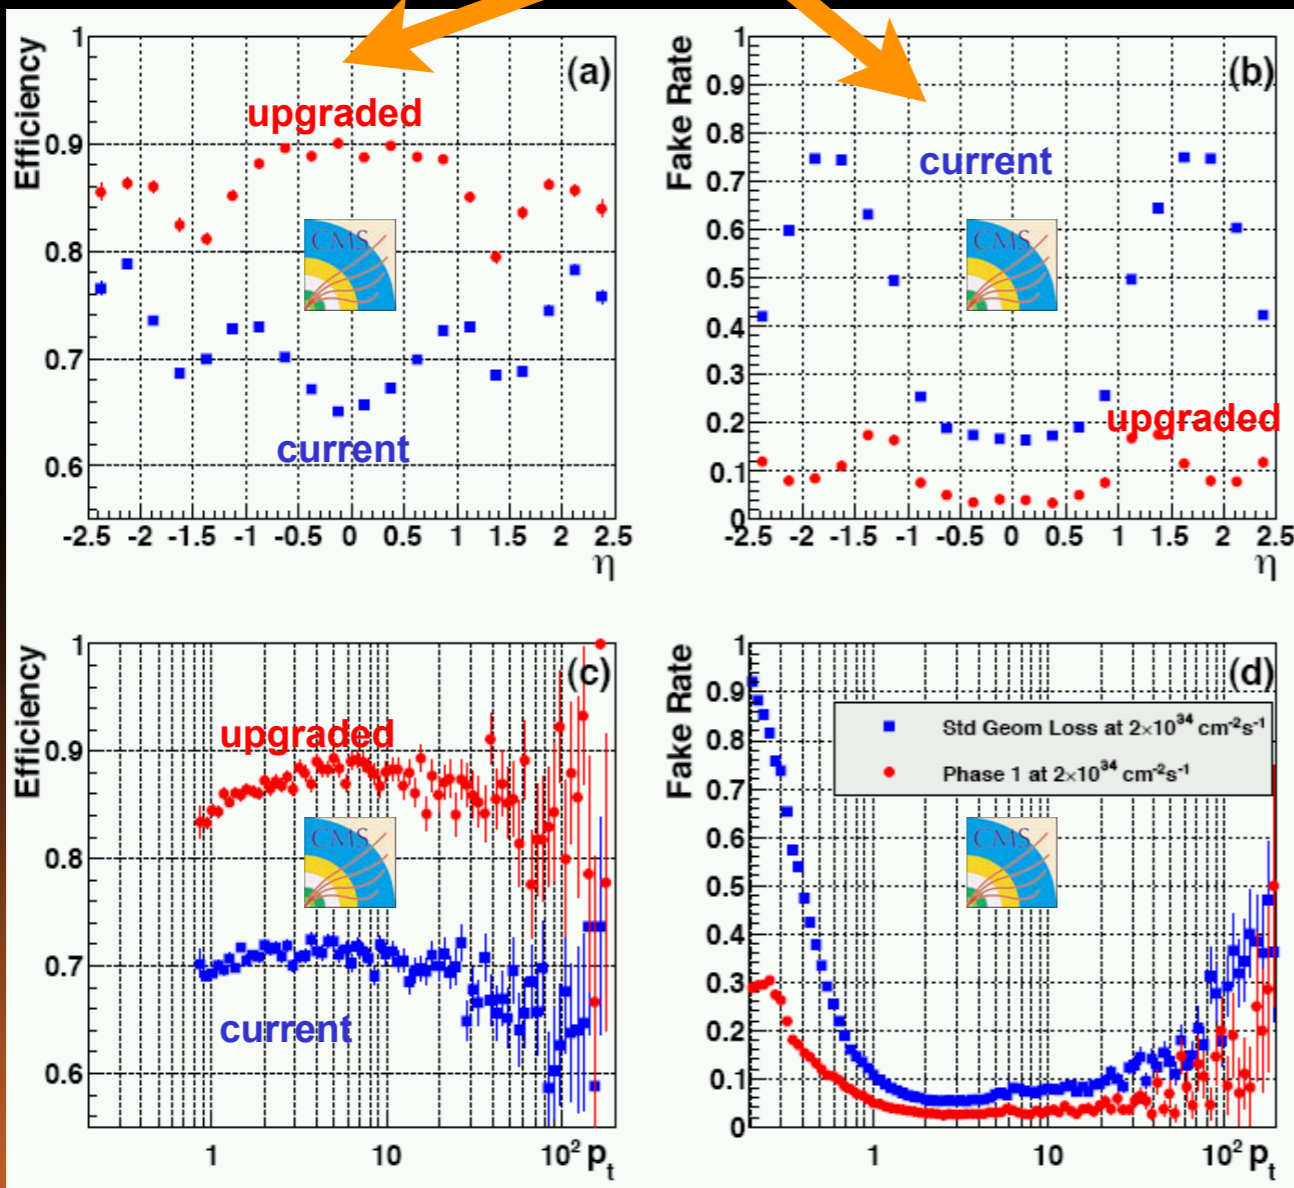 Efficiency
1
0.9
0.8
0.7
0.6
(a)
upgraded
CMS
current
-2.5 -2 -1.5 -1 -0.5 0 0.5 1 1.5 2 2.5
η
Fake Rate
1
0.9
0.8
0.7
0.6
0.5
0.4
0.3
0.2
0.1
0
(b)
current
CMS
upgraded
-2.5 -2 -1.5 -1 -0.5 0 0.5 1 1.5 2 2.5
η
Efficiency
1
0.9
0.8
0.7
0.6
(c)
upgraded
CMS
current
1 10 10² pₜ
Fake Rate
1
0.9
0.8
0.7
0.6
0.5
0.4
0.3
0.2
0.1
0
(d)
Std Geom Loss at 2×10³⁴ cm⁻²s⁻¹
Phase 1 at 2×10³⁴ cm⁻²s⁻¹
CMS
1 10 10² pₜ